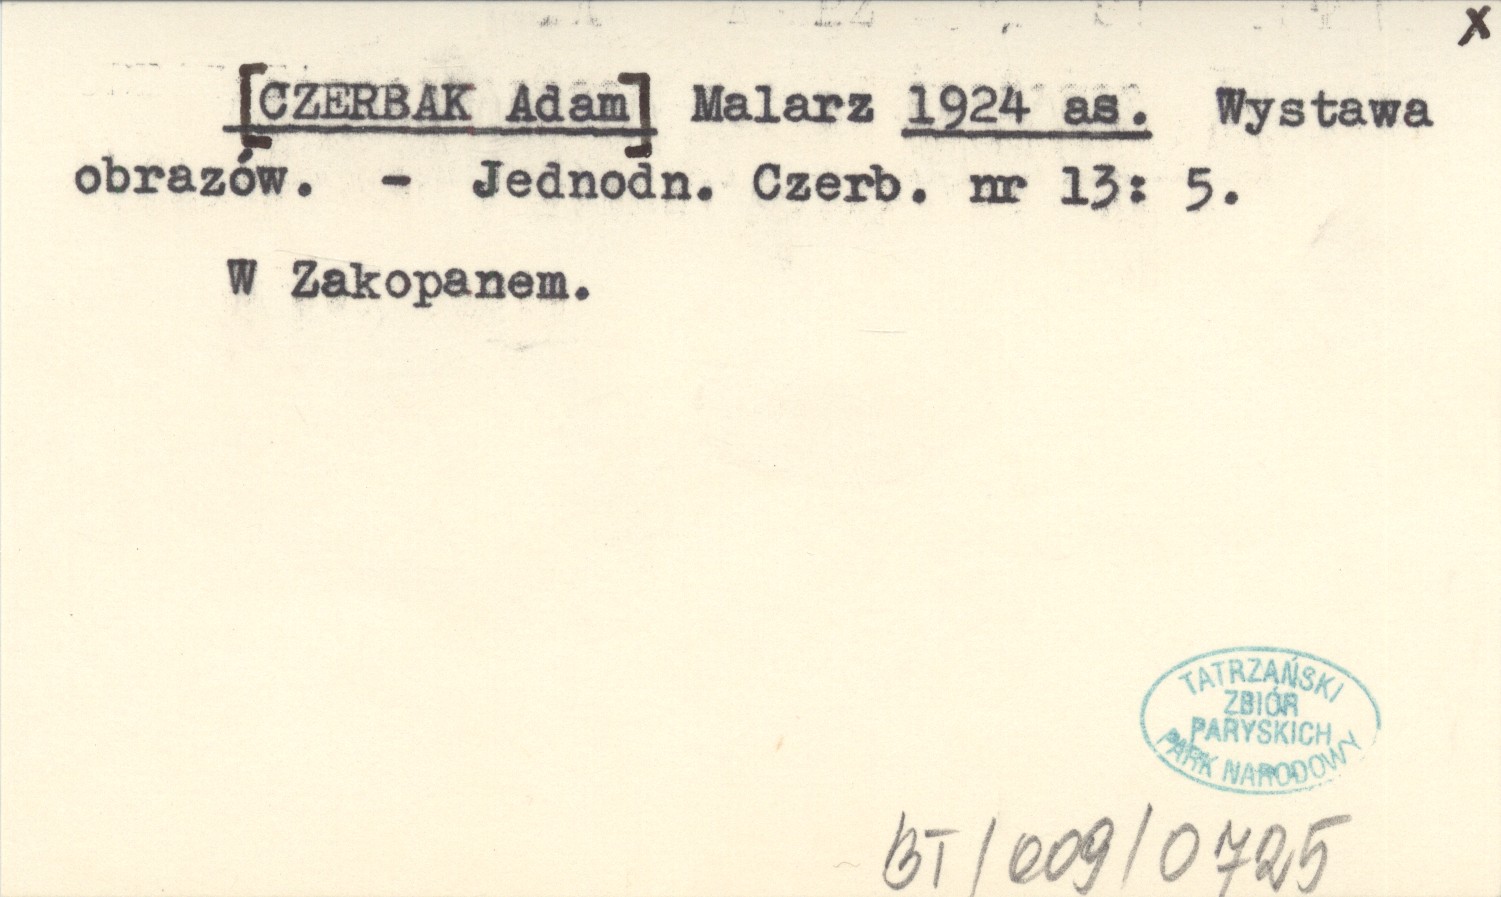 x
[CZERBAK Adam] Malarz 1924 as. Wystawa
obrazów. - Jednodn. Czerb. nr 13: 5.
W Zakopanem.
TATRZAŃSKI
ZBIÓR
PARYSKICH
PARK NARODOWY
BT/009/0725